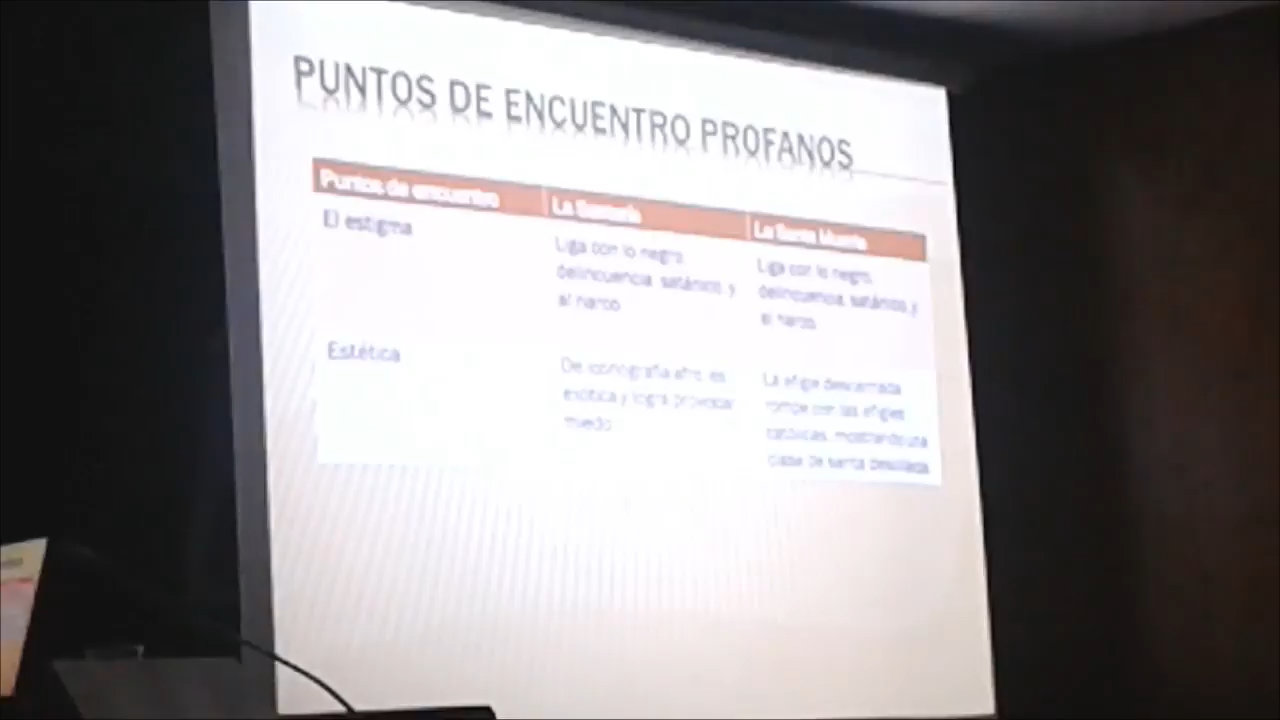 PUNTOS DE ENCUENTRO PROFANOS
Puntos de encuentro
La Santería
La Santa Muerte
El estigma
Liga con lo negro,
delincuencia, satánico y
al narco
Liga con lo negro,
delincuencia, satánico y
al narco
Estética
De iconografía afro, es
exótica y logra provocar
miedo
La efigie descarnada
rompe con las efigies
católicas, mostrando una
clase de santa